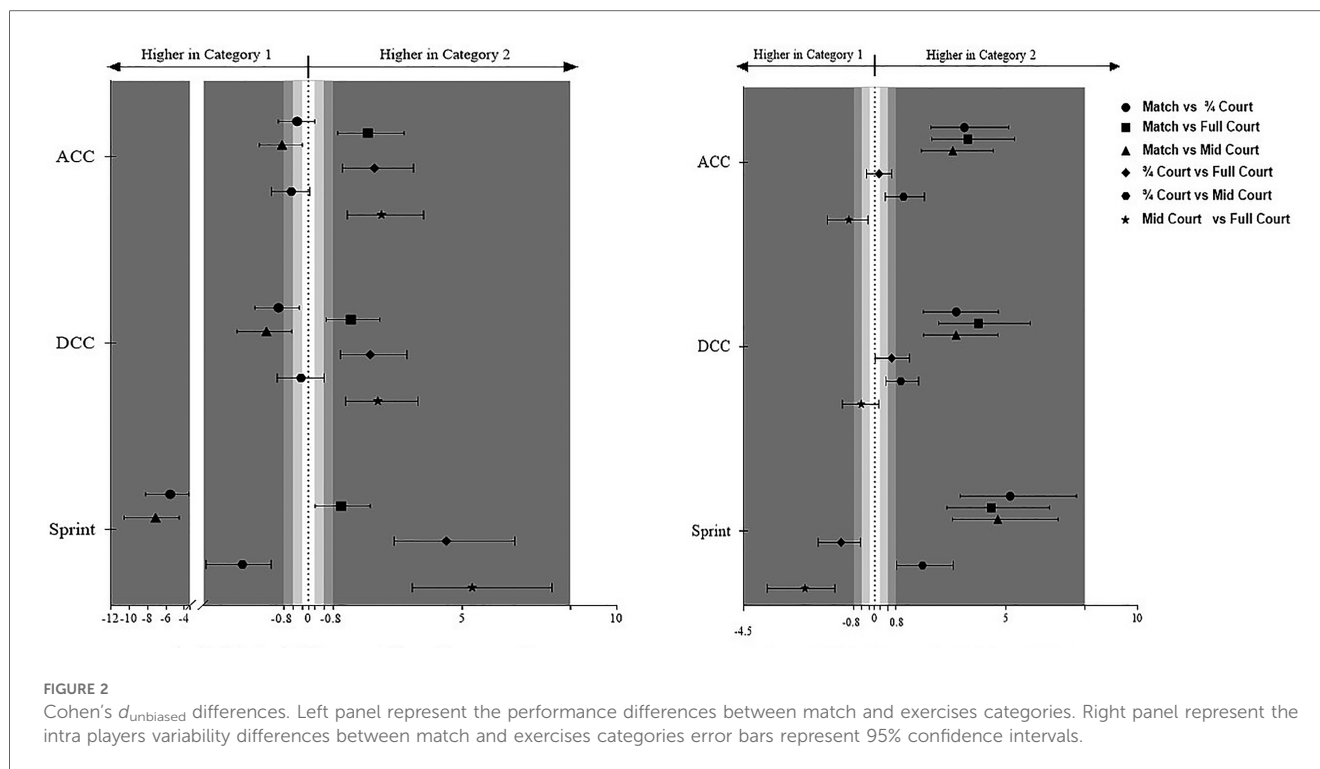 Higher in Category 1
Higher in Category 2
ACC
DCC
Sprint
-12
-10
-8
-6
-4
-0.8
0
-0.8
5
10
Higher in Category 1
Higher in Category 2
ACC
DCC
Sprint
-4.5
-0.8
0
0.8
5
10
Match vs ¾ Court
Match vs Full Court
Match vs Mid Court
¾ Court vs Full Court
¾ Court vs Mid Court
Mid Court vs Full Court
FIGURE 2
Cohen's dunbiased differences. Left panel represent the performance differences between match and exercises categories. Right panel represent the
intra players variability differences between match and exercises categories error bars represent 95% confidence intervals.